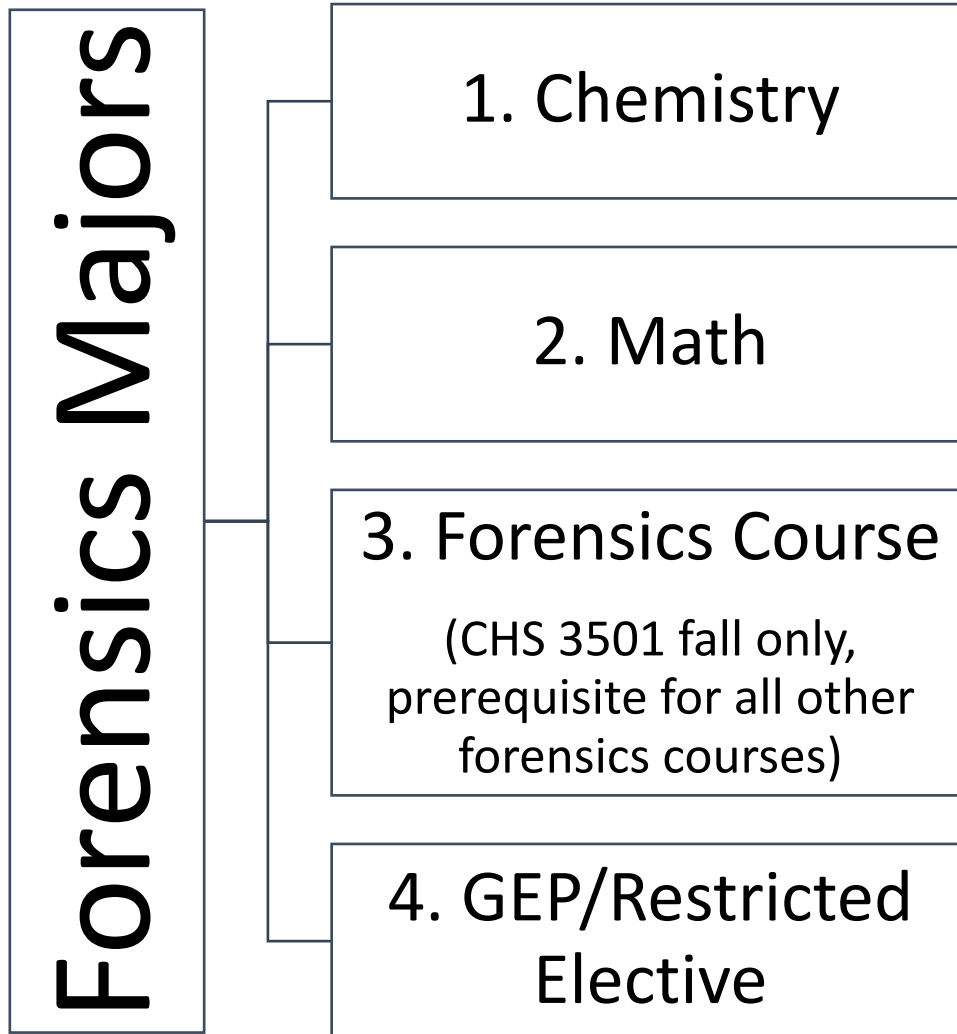 Forensics Majors
1. Chemistry
2. Math
3. Forensics Course
(CHS 3501 fall only,
prerequisite for all other
forensics courses)
4. GEP/Restricted
Elective